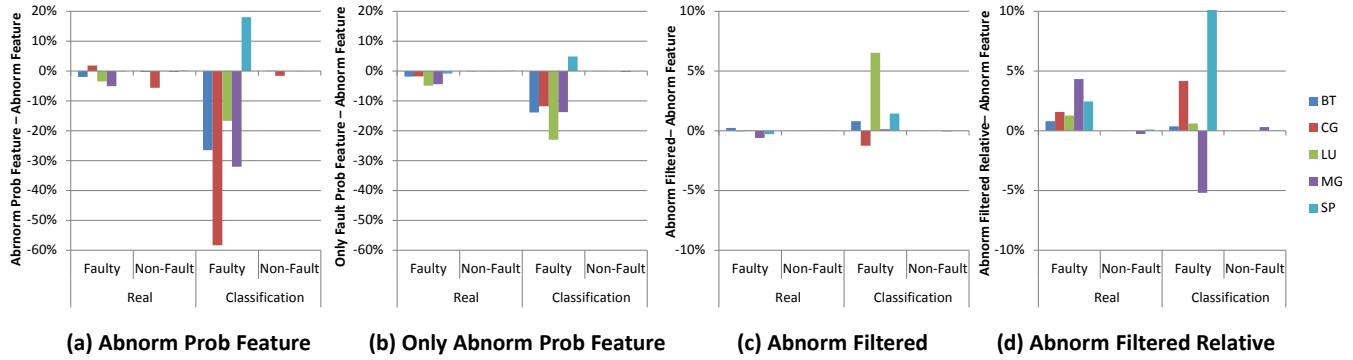 Abnorm Prob Feature – Abnorm Feature
20%
10%
0%
-10%
-20%
-30%
-40%
-50%
-60%
Faulty Non-Fault Faulty Non-Fault
Real Classification
(a) Abnorm Prob Feature
Only Fault Prob Feature – Abnorm Feature
20%
10%
0%
-10%
-20%
-30%
-40%
-50%
-60%
Faulty Non-Fault Faulty Non-Fault
Real Classification
(b) Only Abnorm Prob Feature
Abnorm Filtered– Abnorm Feature
10%
5%
0%
-5%
-10%
Faulty Non-Fault Faulty Non-Fault
Real Classification
(c) Abnorm Filtered
Abnorm Filtered Relative– Abnorm Feature
10%
5%
0%
-5%
-10%
Faulty Non-Fault Faulty Non-Fault
Real Classification
(d) Abnorm Filtered Relative
BT
CG
LU
MG
SP